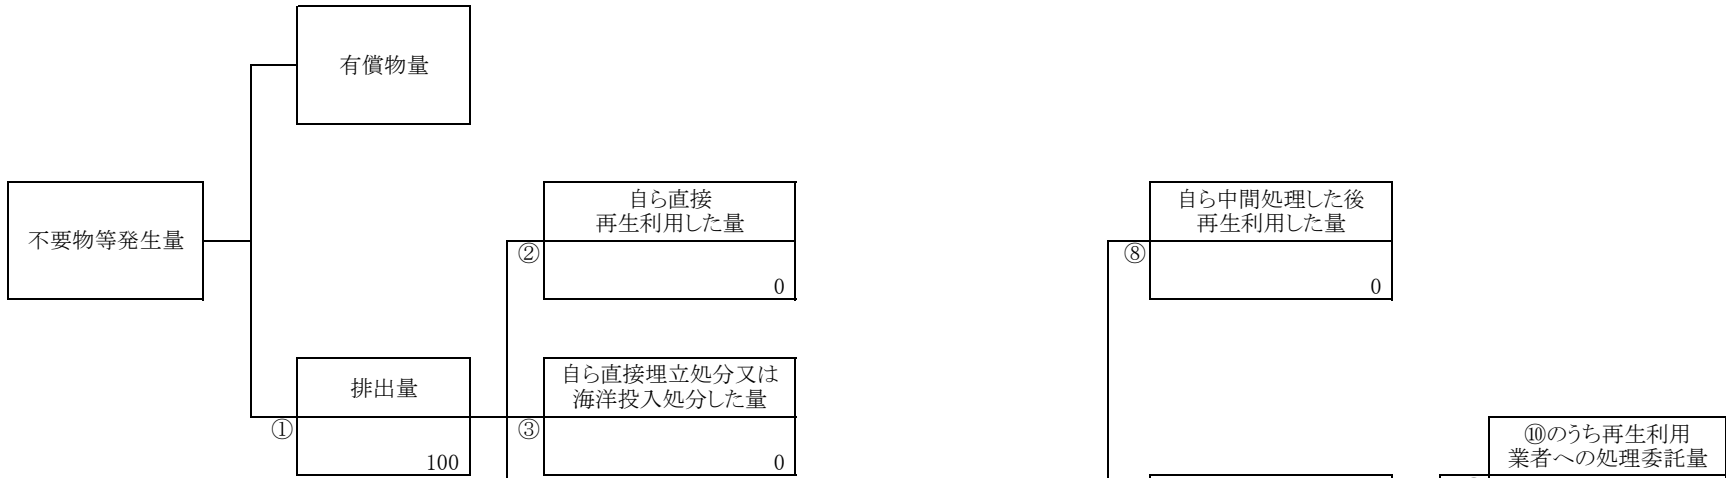 有償物量
不要物等発生量
自ら直接
再生利用した量
②
0
自ら中間処理した後
再生利用した量
⑧
0
排出量
①
100
自ら直接埋立処分又は
海洋投入処分した量
③
0
⑩のうち再生利用
業者への処理委託量